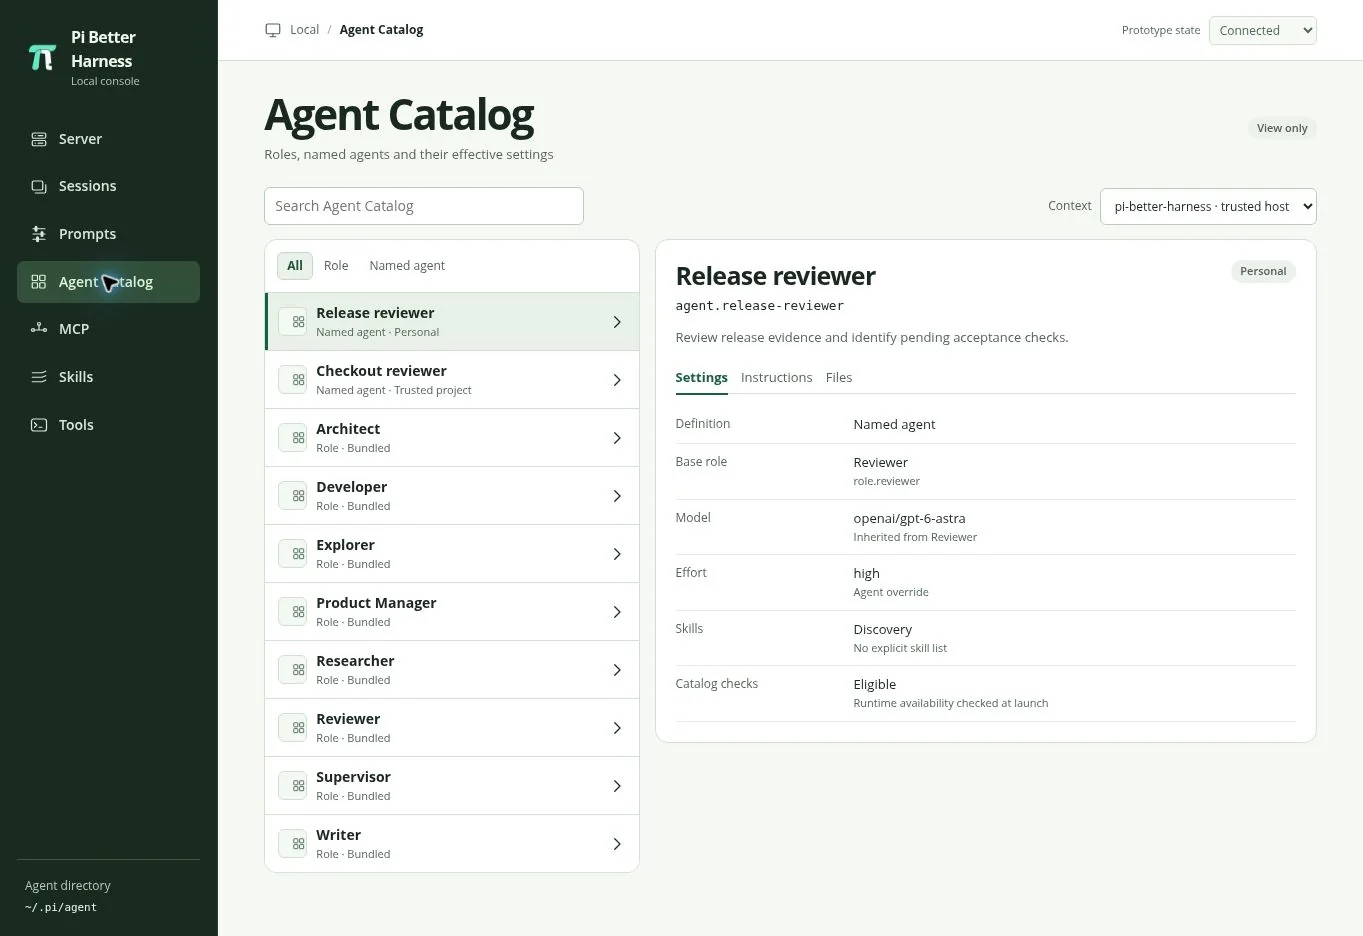 Pi Better
Harness
Local console
Server
Sessions
Prompts
Agent Catalog
MCP
Skills
Tools
Agent directory
~/.pi/agent
Local / Agent Catalog
Prototype state
Connected
Agent Catalog
Roles, named agents and their effective settings
View only
Search Agent Catalog
Context
pi-better-harness · trusted host
All
Role
Named agent
Release reviewer
Named agent · Personal
Checkout reviewer
Named agent · Trusted project
Architect
Role · Bundled
Developer
Role · Bundled
Explorer
Role · Bundled
Product Manager
Role · Bundled
Researcher
Role · Bundled
Reviewer
Role · Bundled
Supervisor
Role · Bundled
Writer
Role · Bundled
Release reviewer
Personal
agent.release-reviewer
Review release evidence and identify pending acceptance checks.
Settings
Instructions
Files
Definition
Named agent
Base role
Reviewer
role.reviewer
Model
openai/gpt-6-astra
Inherited from Reviewer
Effort
high
Agent override
Skills
Discovery
No explicit skill list
Catalog checks
Eligible
Runtime availability checked at launch